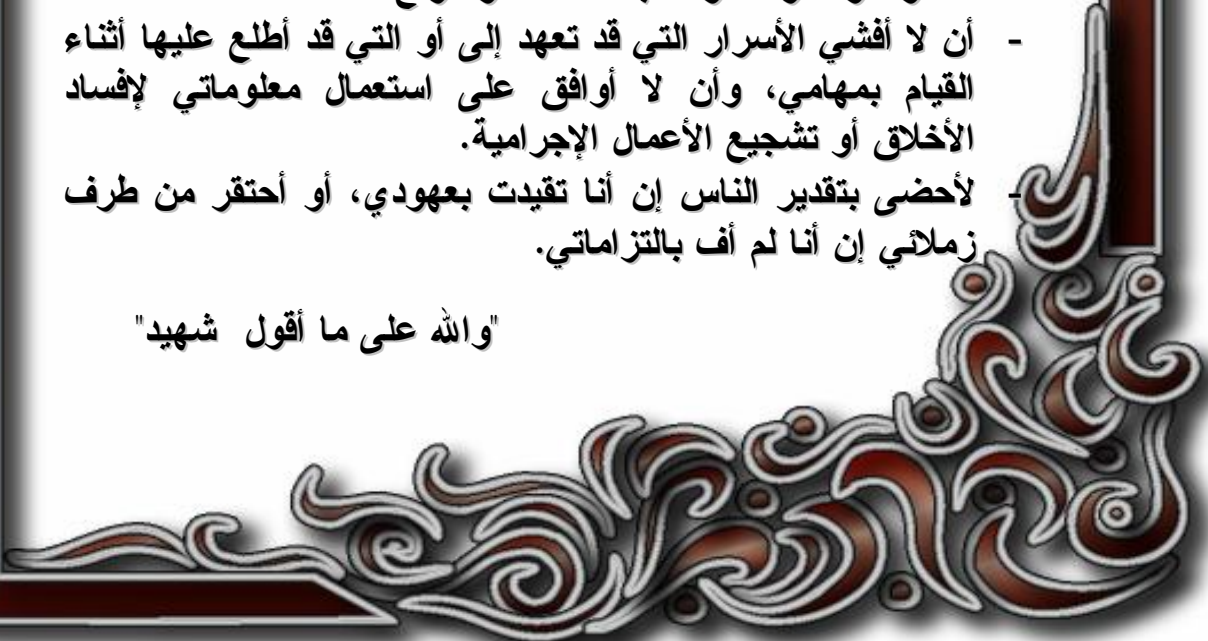 - أن لا أفشي الأسرار التي قد تعهد إلى أو التي قد أطلع عليها أثناء
القيام بمهامي، وأن لا أوافق على استعمال معلوماتي لإفساد
الأخلاق أو تشجيع الأعمال الإجرامية.
- لأحضى بتقدير الناس إن أنا تقيدت بعهودي، أو أحتقر من طرف
زملائي إن أنا لم أف بالتزاماتي.
"والله على ما أقول شهيد"